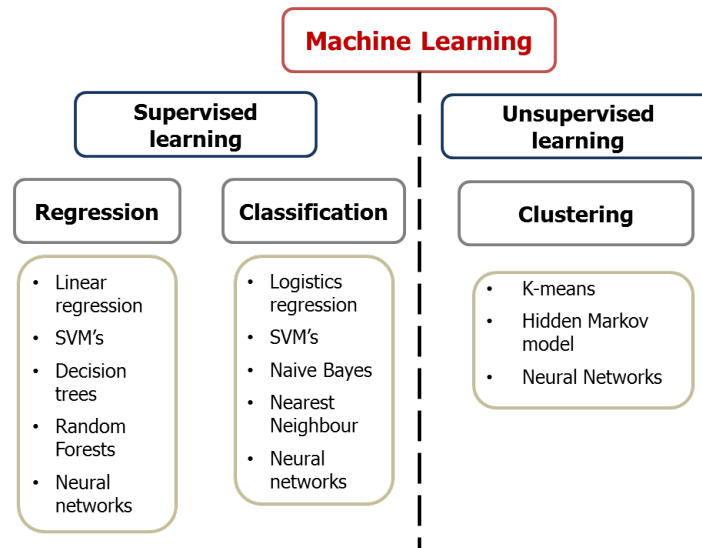 Machine Learning
Supervised
learning
Unsupervised
learning
Regression
Classification
Clustering
• Linear
regression
• SVM's
• Decision
trees
• Random
Forests
• Neural
networks
• Logistics
regression
• SVM's
• Naive Bayes
• Nearest
Neighbour
• Neural
networks
• K-means
• Hidden Markov
model
• Neural Networks